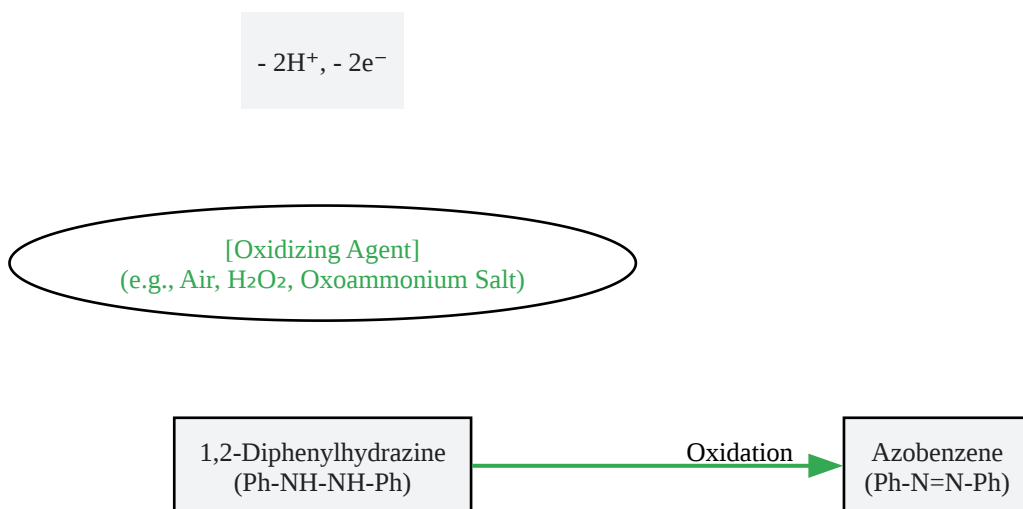 - 2H⁺, - 2e⁻
[Oxidizing Agent]
(e.g., Air, H₂O₂, Oxoammonium Salt)
1,2-Diphenylhydrazine
(Ph-NH-NH-Ph)
Oxidation
Azobenzene
(Ph-N=N-Ph)